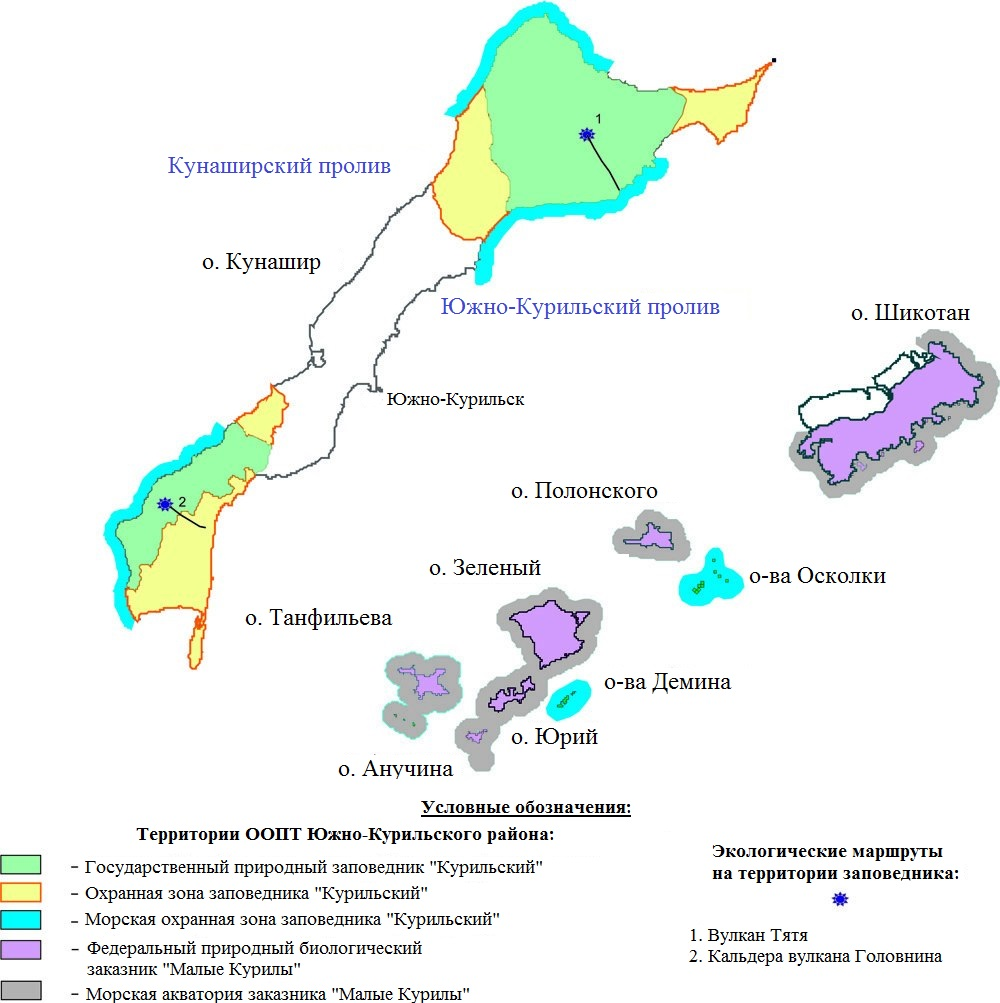 1
Кунаширский пролив
о. Кунашир
Южно-Курильский пролив
о. Шикотан
Южно-Курильск
2
о. Полонского
о. Зеленый
о-ва Осколки
о. Танфильева
о-ва Демина
о. Юрий
о. Анучина
Условные обозначения:
Территории ООПТ Южно-Курильского района:
– Государственный природный заповедник "Курильский"
– Охранная зона заповедника "Курильский"
– Морская охранная зона заповедника "Курильский"
– Федеральный природный биологический
заказник "Малые Курилы"
– Морская акватория заказника "Малые Курилы"
Экологические маршруты
на территории заповедника:
1. Вулкан Тятя
2. Кальдера вулкана Головнина